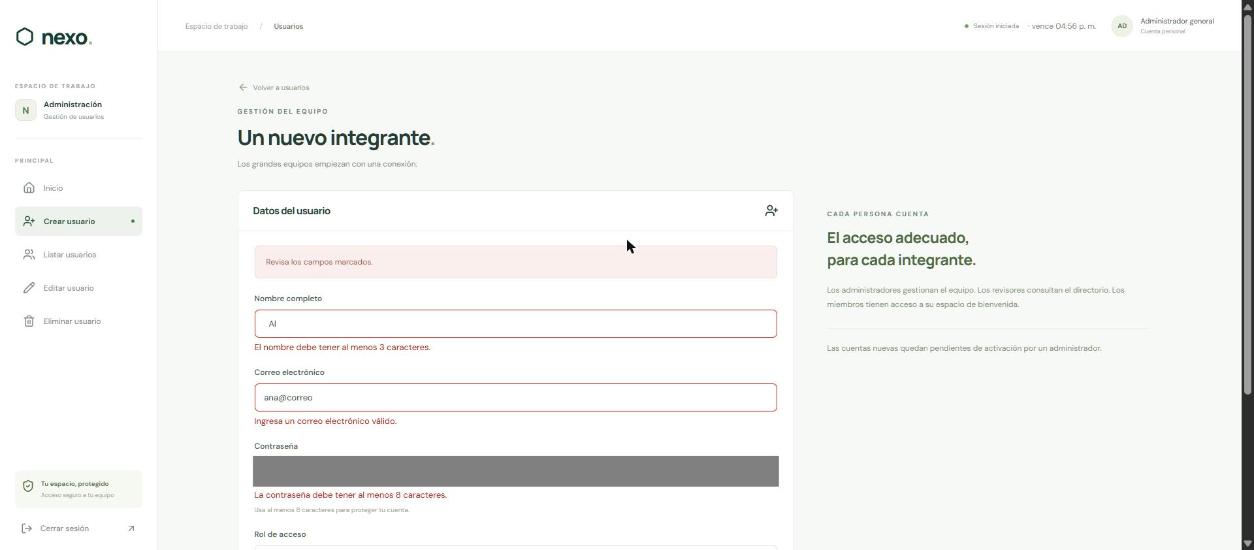 nexo.
ESPACIO DE TRABAJO
N
Administración
Gestión de usuarios
PRINCIPAL
Inicio
Crear usuario
Listar usuarios
Editar usuario
Eliminar usuario
Tu espacio, protegido
Acceso seguro a tu equipo
Cerrar sesión
Espacio de trabajo / Usuarios
Sesión iniciada · vence 04:56 p. m.
AD
Administrador general
Cuenta personal
Volver a usuarios
GESTIÓN DEL EQUIPO
Un nuevo integrante.
Los grandes equipos empiezan con una conexión.
Datos del usuario
Revisa los campos marcados.
Nombre completo
Al
El nombre debe tener al menos 3 caracteres.
Correo electrónico
ana@correo
Ingresa un correo electrónico válido.
Contraseña
La contraseña debe tener al menos 8 caracteres.
Usa al menos 8 caracteres para proteger tu cuenta.
Rol de acceso
CADA PERSONA CUENTA
El acceso adecuado,
para cada integrante.
Los administradores gestionan el equipo. Los revisores consultan el directorio. Los
miembros tienen acceso a su espacio de bienvenida.
Las cuentas nuevas quedan pendientes de activación por un administrador.